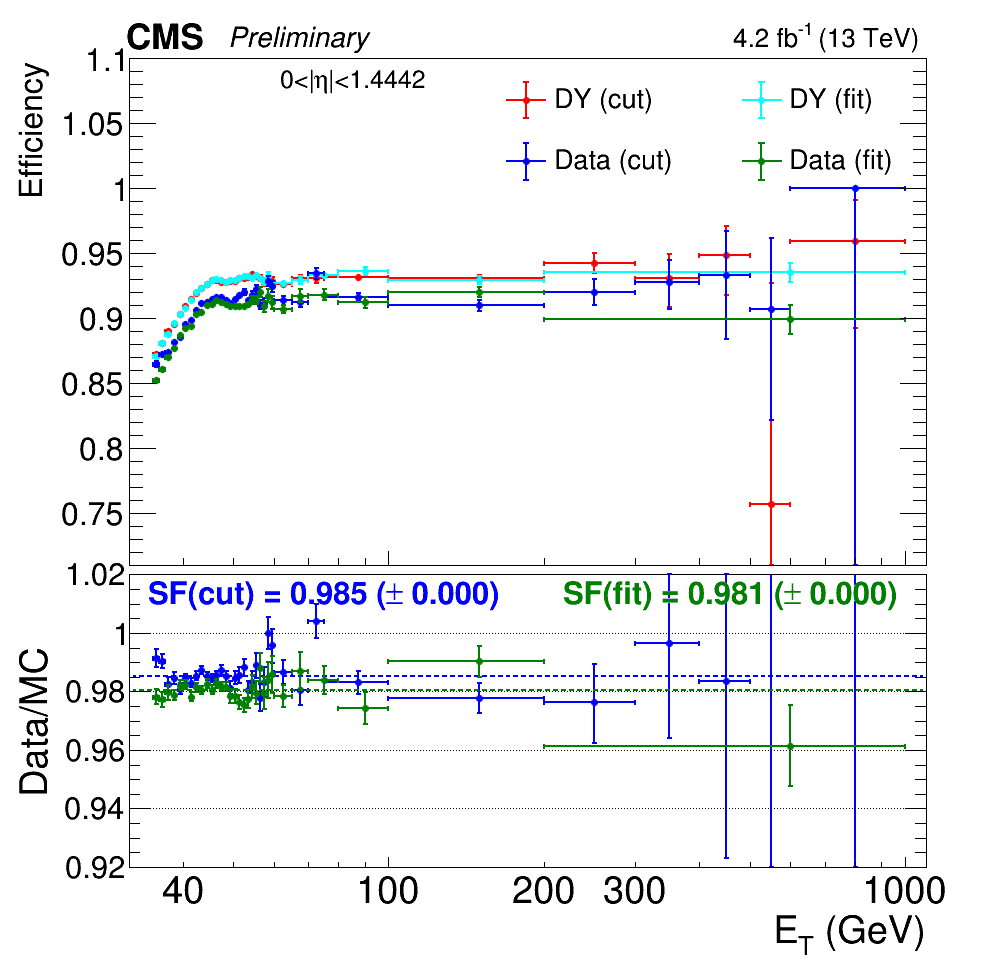 CMS Preliminary 4.2 fb⁻¹ (13 TeV)
0<|η|<1.4442
DY (cut) DY (fit)
Data (cut) Data (fit)
Efficiency
1.1
1.05
1
0.95
0.9
0.85
0.8
0.75
SF(cut) = 0.985 (± 0.000) SF(fit) = 0.981 (± 0.000)
Data/MC
1.02
1
0.98
0.96
0.94
0.92
40 100 200 300 1000
E_T (GeV)